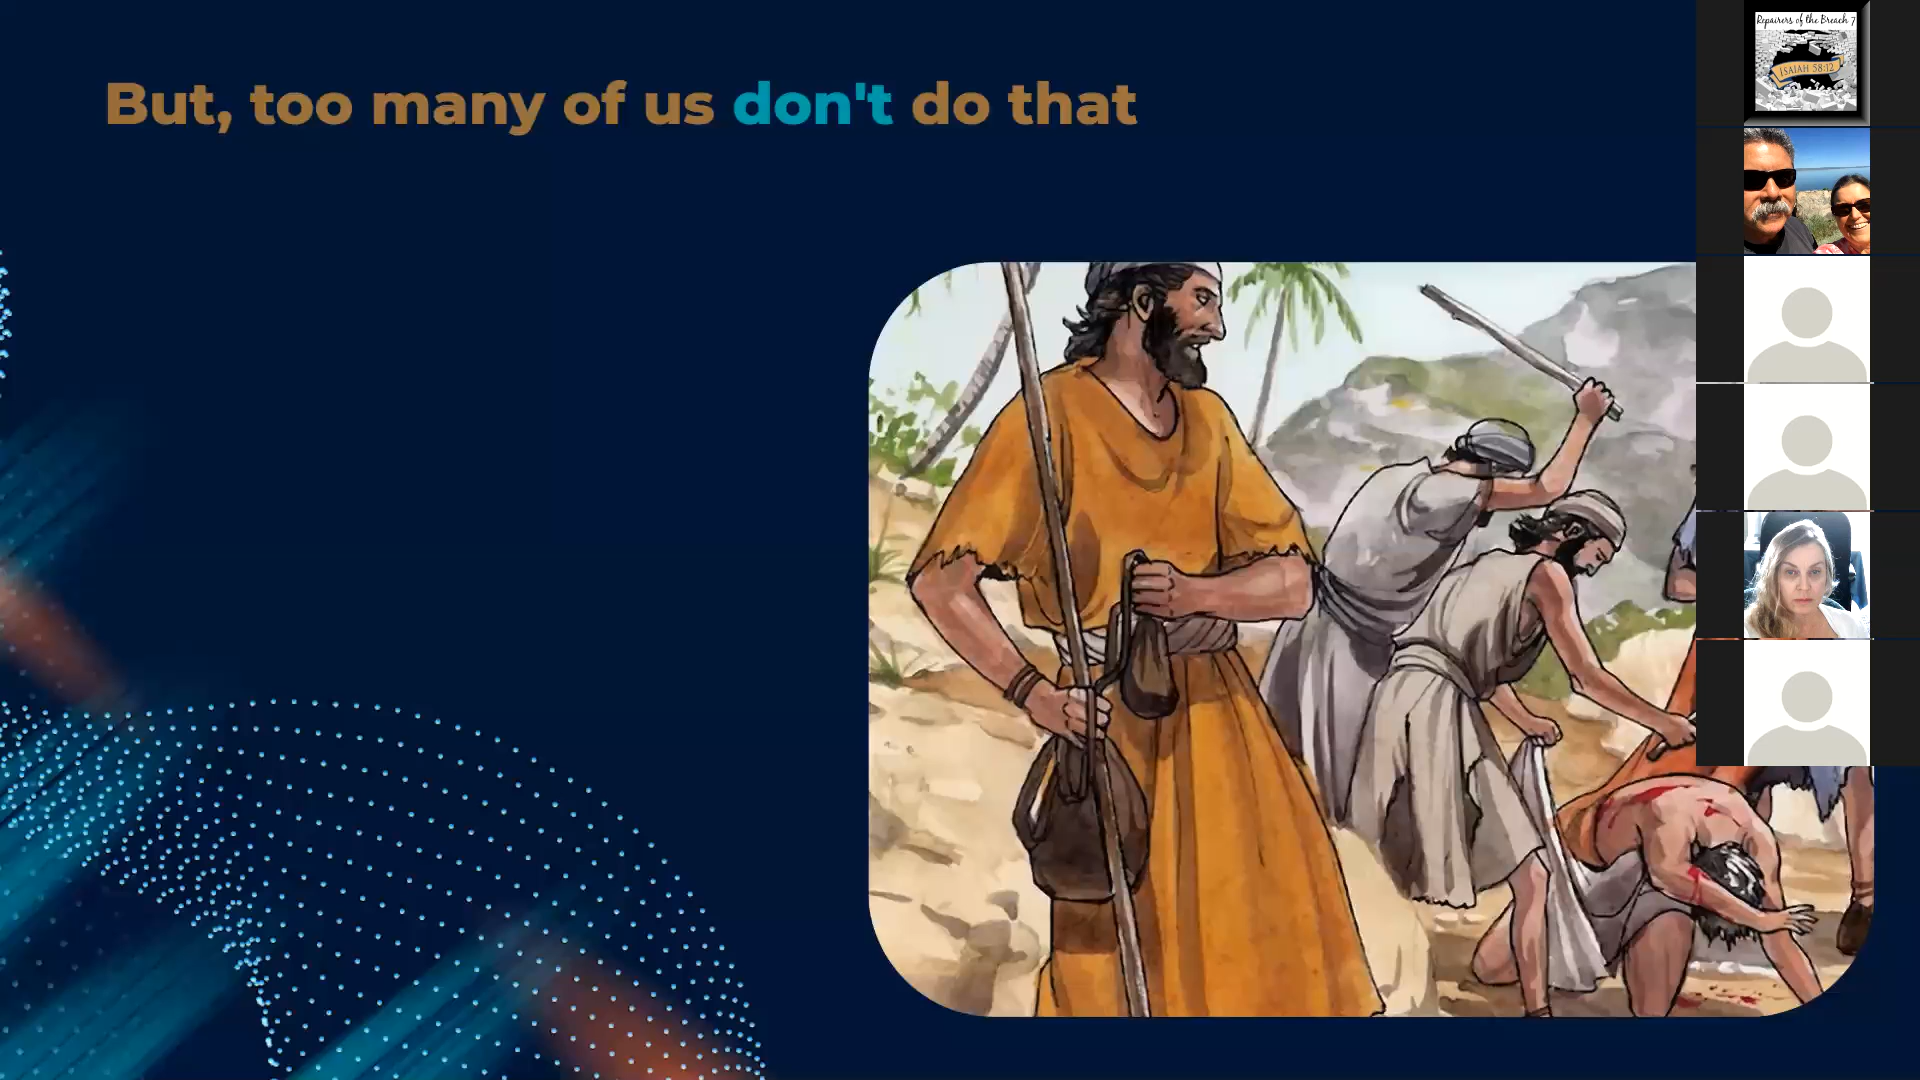 But, too many of us don't do that
Repairers of the Breach 7
ISAIAH 58:12